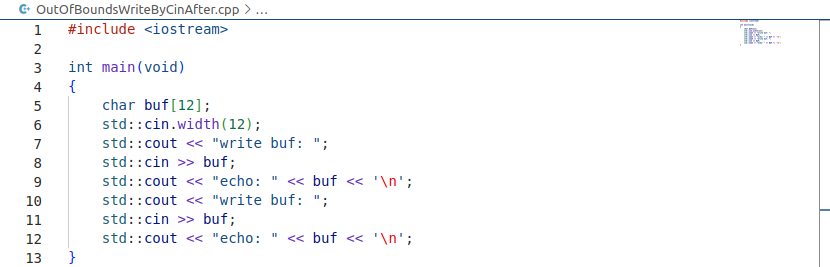 OutOfBoundsWriteByCinAfter.cpp > ...
1 #include <iostream>
2
3 int main(void)
4 {
5     char buf[12];
6     std::cin.width(12);
7     std::cout << "write buf: ";
8     std::cin >> buf;
9     std::cout << "echo: " << buf << '\n';
10     std::cout << "write buf: ";
11     std::cin >> buf;
12     std::cout << "echo: " << buf << '\n';
13 }